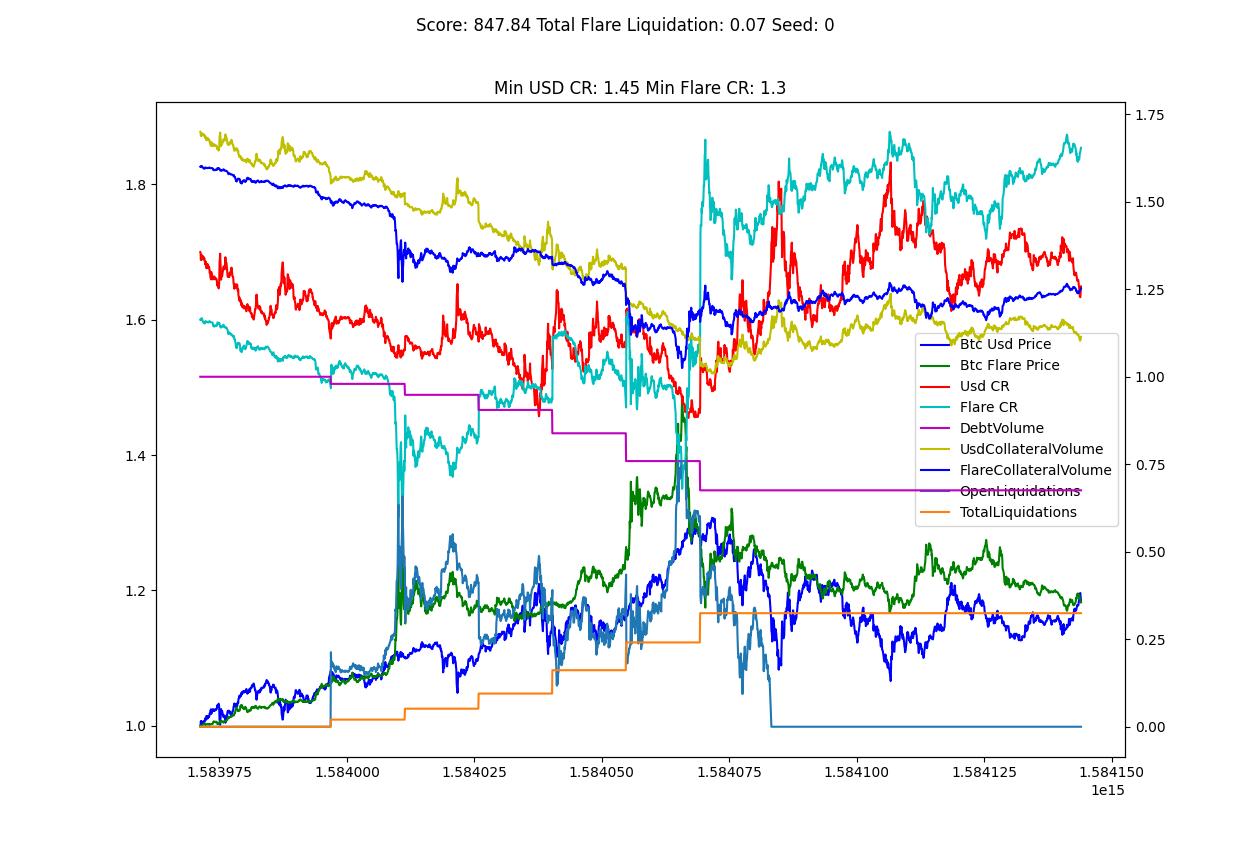 Score: 847.84 Total Flare Liquidation: 0.07 Seed: 0
Min USD CR: 1.45 Min Flare CR: 1.3
1.8
1.6
1.4
1.2
1.0
1.75
1.50
1.25
1.00
0.75
0.50
0.25
0.00
Btc Usd Price
Btc Flare Price
Usd CR
Flare CR
DebtVolume
UsdCollateralVolume
FlareCollateralVolume
OpenLiquidations
TotalLiquidations
1.583975 1.584000 1.584025 1.584050 1.584075 1.584100 1.584125 1.584150
1e15